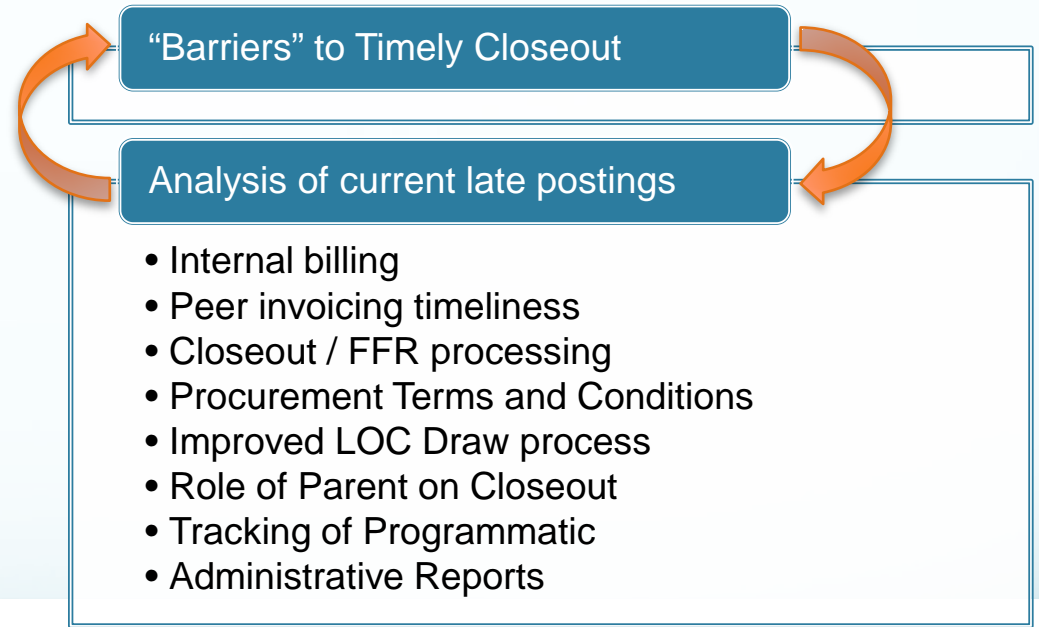 “Barriers” to Timely Closeout
Analysis of current late postings
• Internal billing
• Peer invoicing timeliness
• Closeout / FFR processing
• Procurement Terms and Conditions
• Improved LOC Draw process
• Role of Parent on Closeout
• Tracking of Programmatic
• Administrative Reports